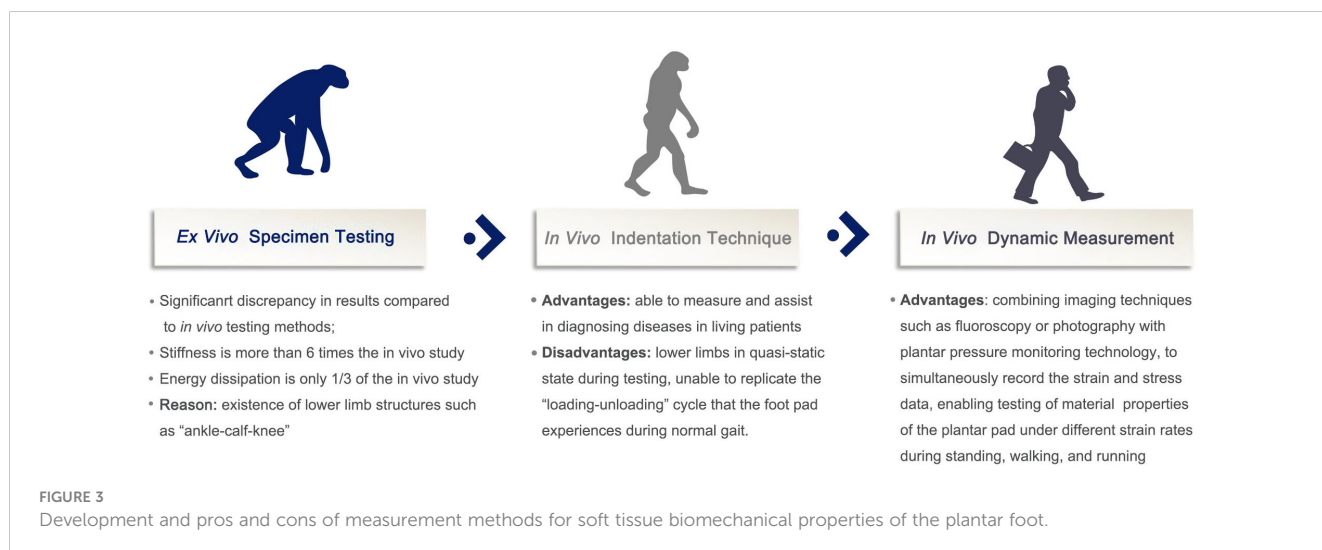 Ex Vivo Specimen Testing
• Significanrt discrepancy in results compared
to in vivo testing methods;
• Stiffness is more than 6 times the in vivo study
• Energy dissipation is only 1/3 of the in vivo study
• Reason: existence of lower limb structures such
as “ankle-calf-knee”
In Vivo Indentation Technique
• Advantages: able to measure and assist
in diagnosing diseases in living patients
• Disadvantages: lower limbs in quasi-static
state during testing, unable to replicate the
“loading-unloading” cycle that the foot pad
experiences during normal gait.
In Vivo Dynamic Measurement
• Advantages: combining imaging techniques
such as fluoroscopy or photography with
plantar pressure monitoring technology, to
simultaneously record the strain and stress
data, enabling testing of material properties
of the plantar pad under different strain rates
during standing, walking, and running
FIGURE 3
Development and pros and cons of measurement methods for soft tissue biomechanical properties of the plantar foot.